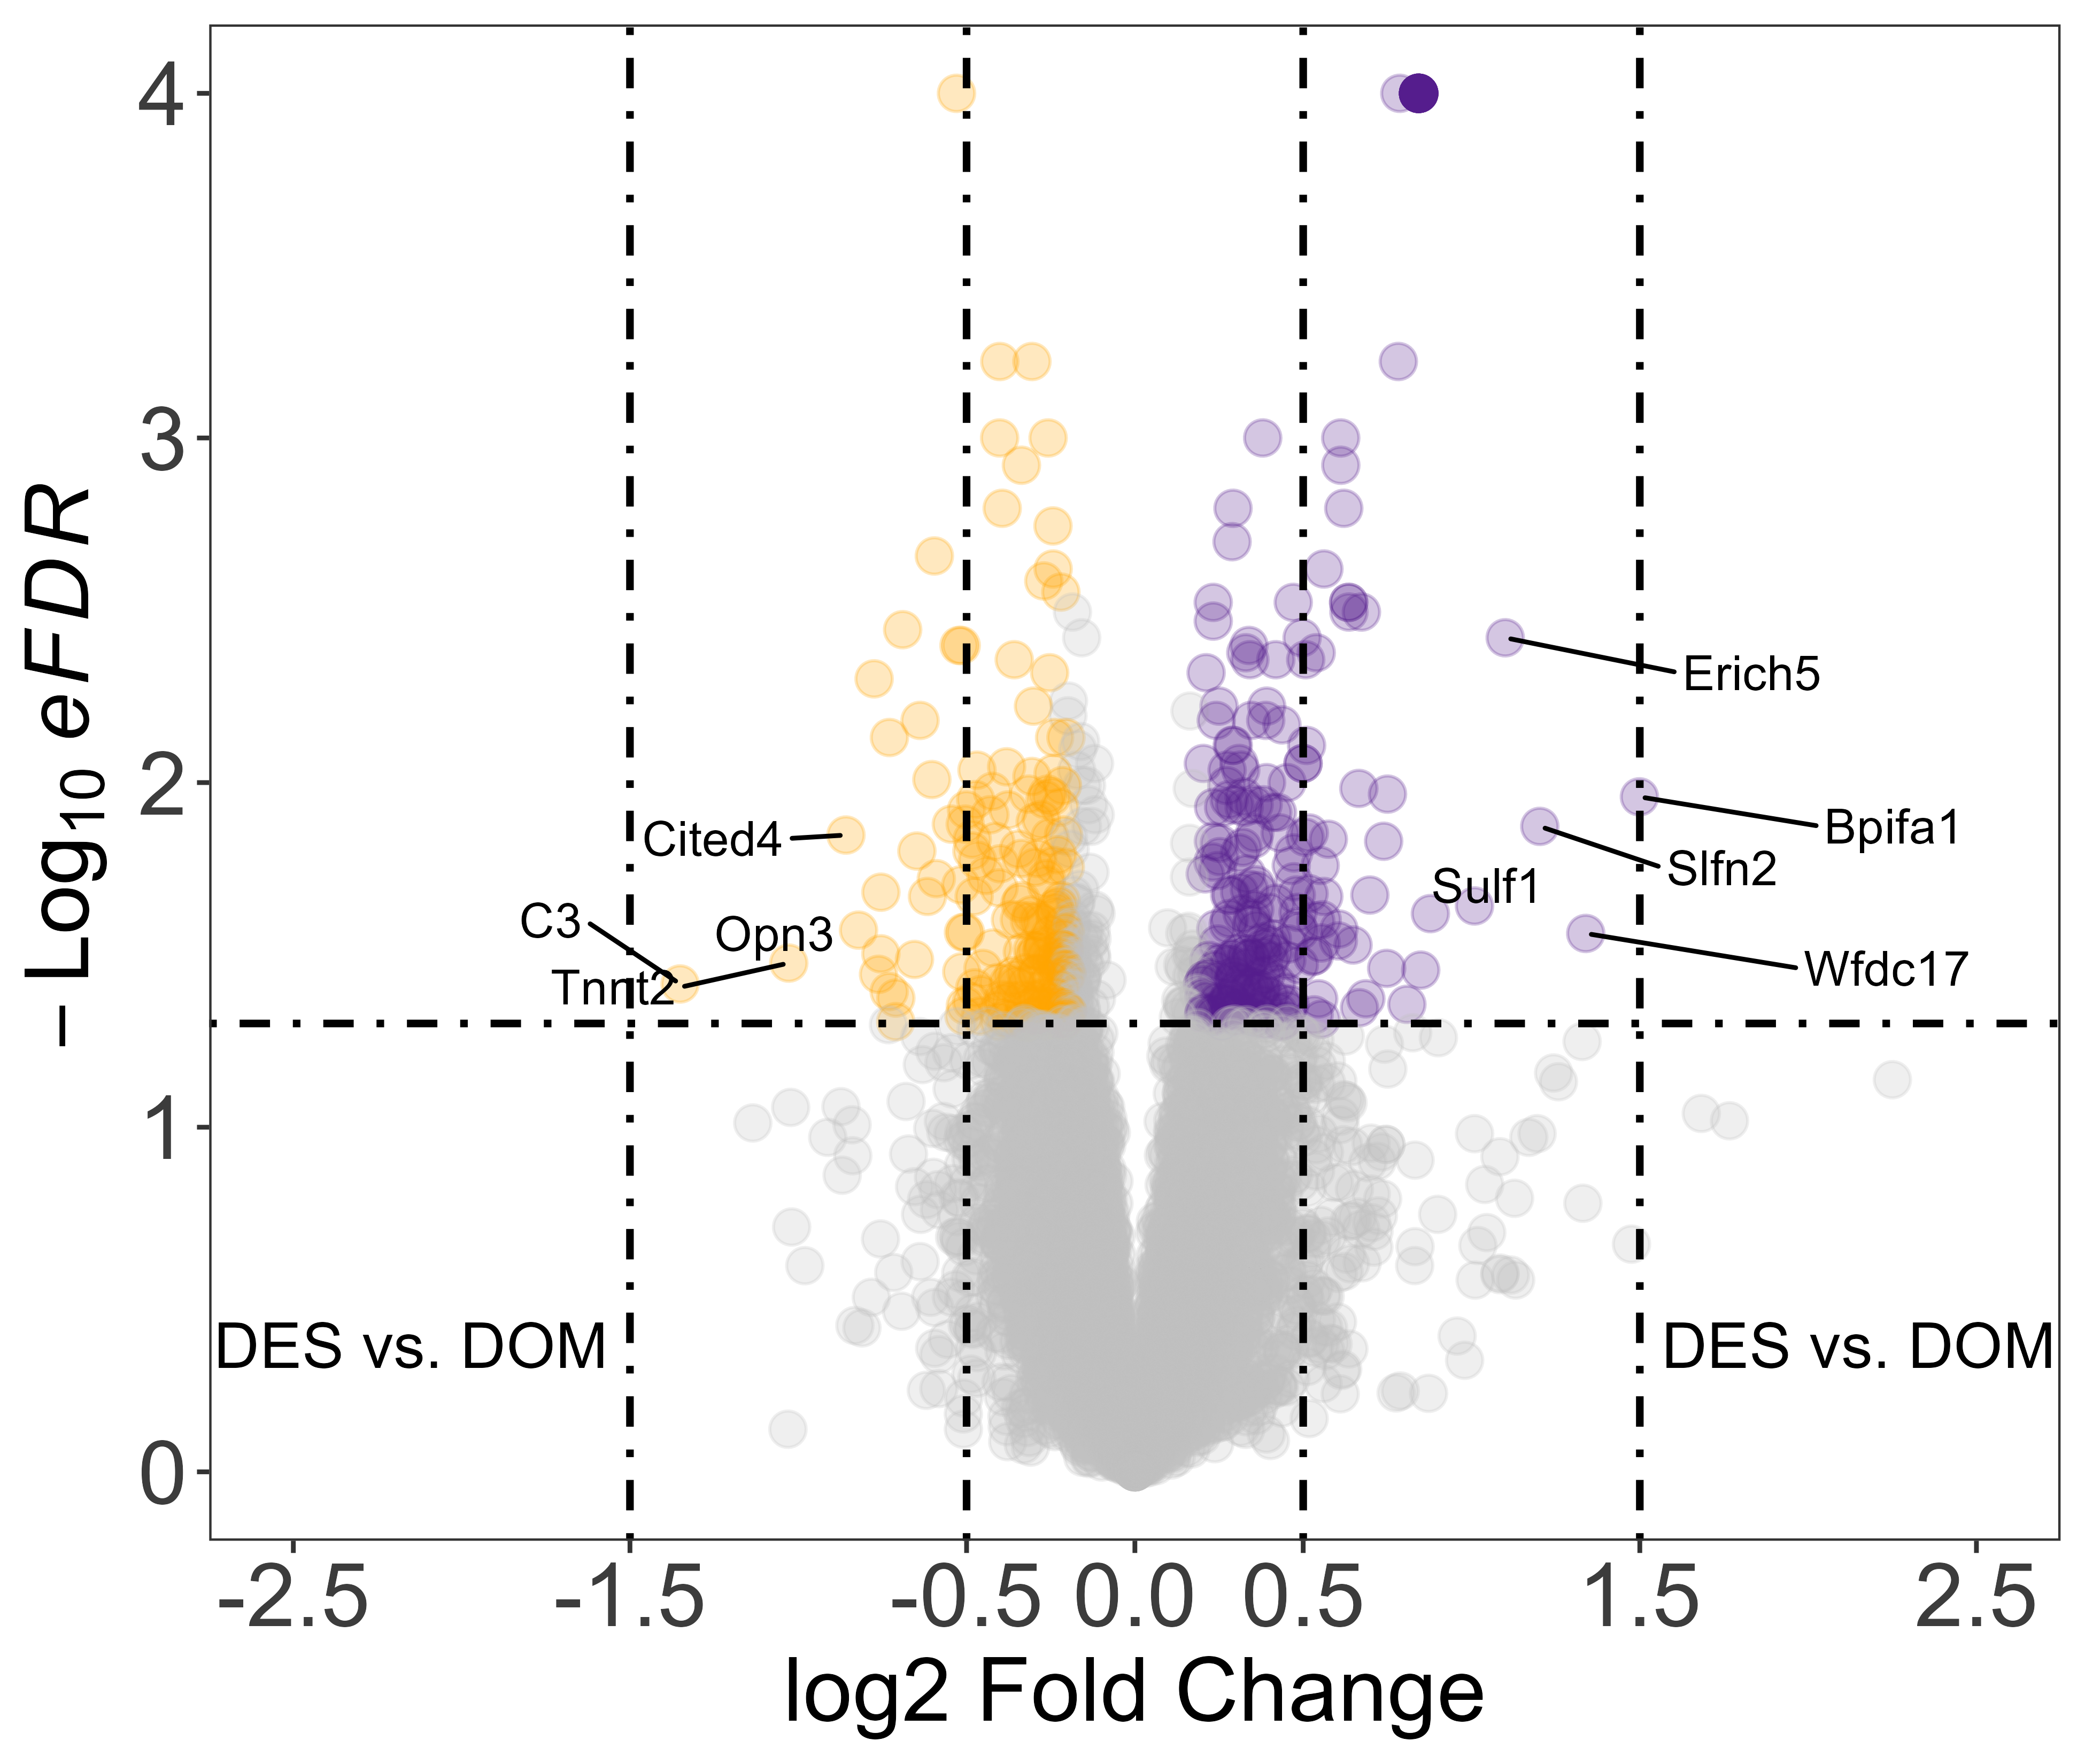 4
3
2
1
0
– Log10 eFDR
Erich5
Bpifa1
Cited4
Slfn2
Sulf1
C3
Opn3
Wfdc17
Tnnt2
DES vs. DOM
DES vs. DOM
-2.5
-1.5
-0.5
0.0
0.5
1.5
2.5
log2 Fold Change